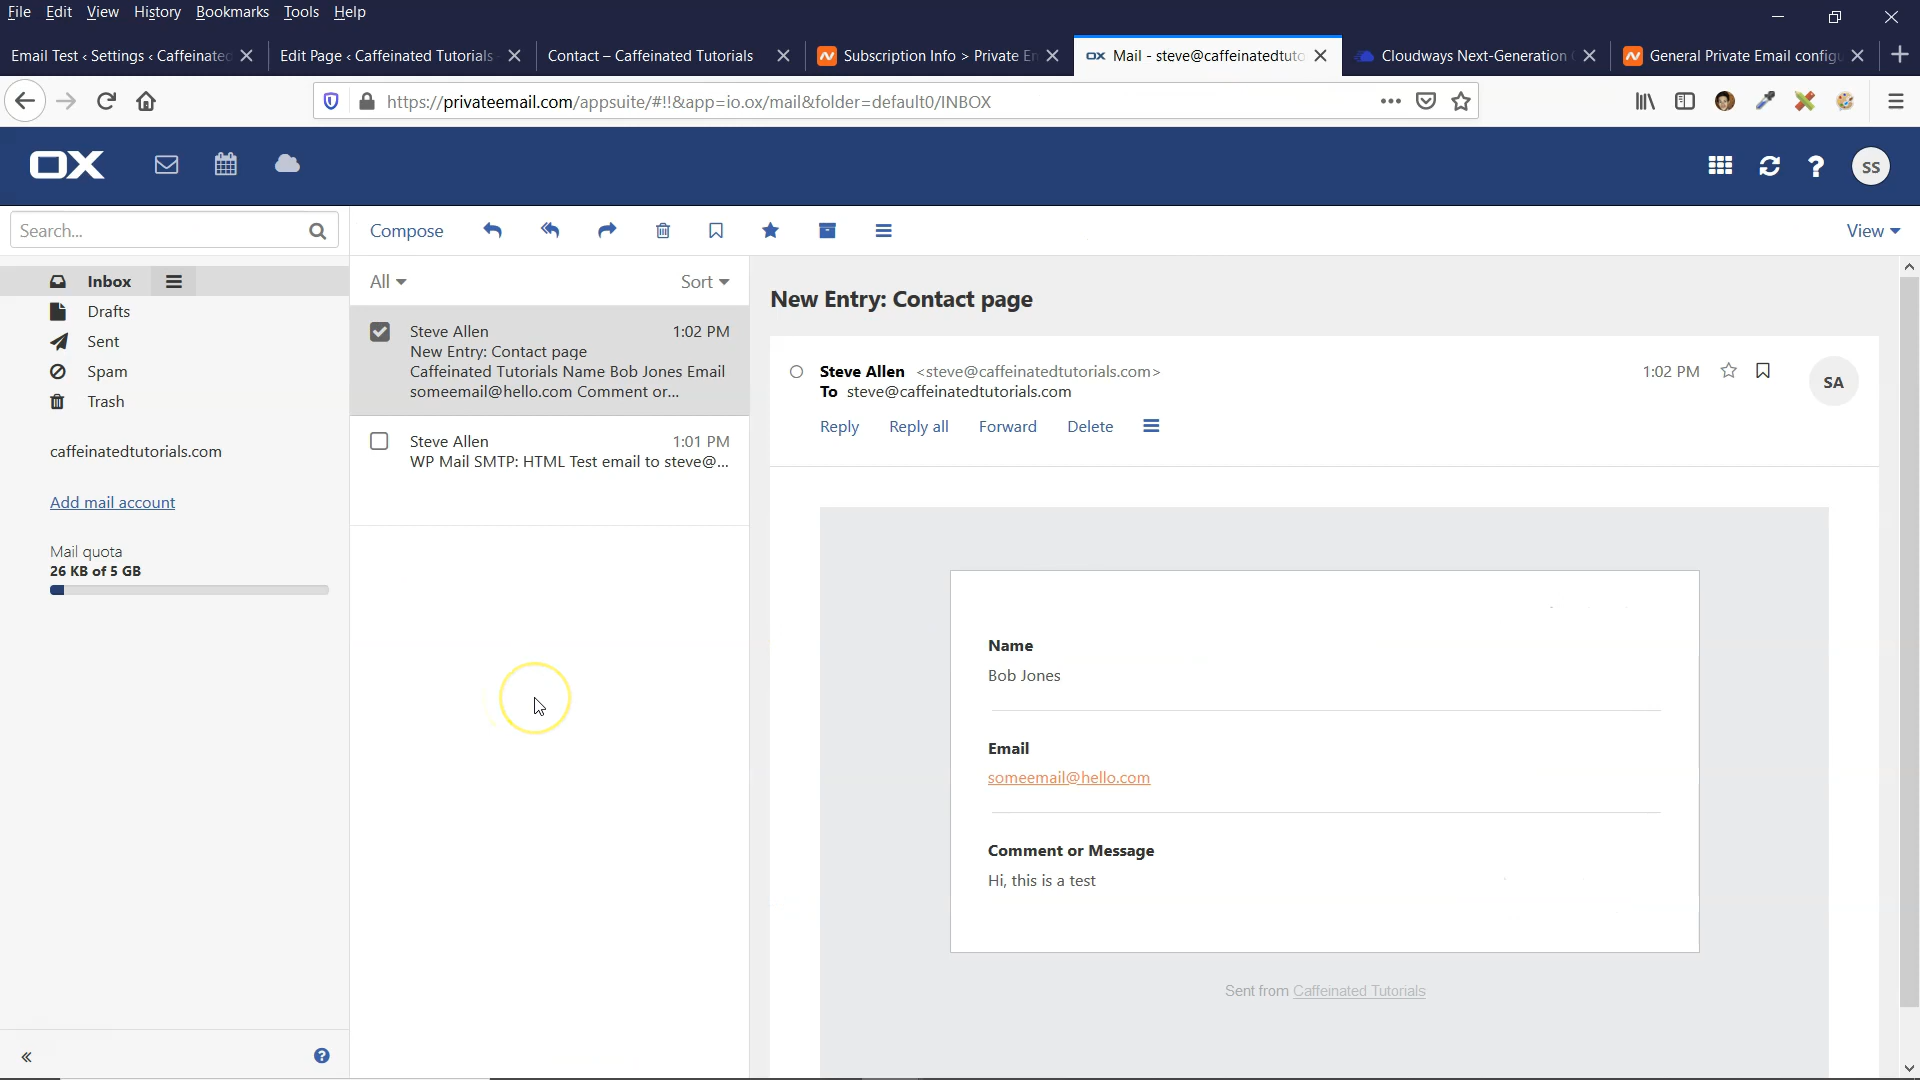 File Edit View History Bookmarks Tools Help
Email Test ‹ Settings ‹ Caffeinated
Edit Page ‹ Caffeinated Tutorials
Contact – Caffeinated Tutorials
Subscription Info > Private Em
OX Mail - steve@caffeinatedtuto
Cloudways Next-Generation
General Private Email configu
https://privateemail.com/appsuite/#!!&app=io.ox/mail&folder=default0/INBOX
OX
SS
Search...
Compose
View
Inbox
Drafts
Sent
Spam
Trash
caffeinatedtutorials.com
Add mail account
Mail quota
26 KB of 5 GB
All
Sort
Steve Allen 1:02 PM
New Entry: Contact page
Caffeinated Tutorials Name Bob Jones Email
someemail@hello.com Comment or...
Steve Allen 1:01 PM
WP Mail SMTP: HTML Test email to steve@...
New Entry: Contact page
Steve Allen <steve@caffeinatedtutorials.com> 1:02 PM
To steve@caffeinatedtutorials.com
SA
Reply Reply all Forward Delete
Name
Bob Jones
Email
someemail@hello.com
Comment or Message
Hi, this is a test
Sent from Caffeinated Tutorials